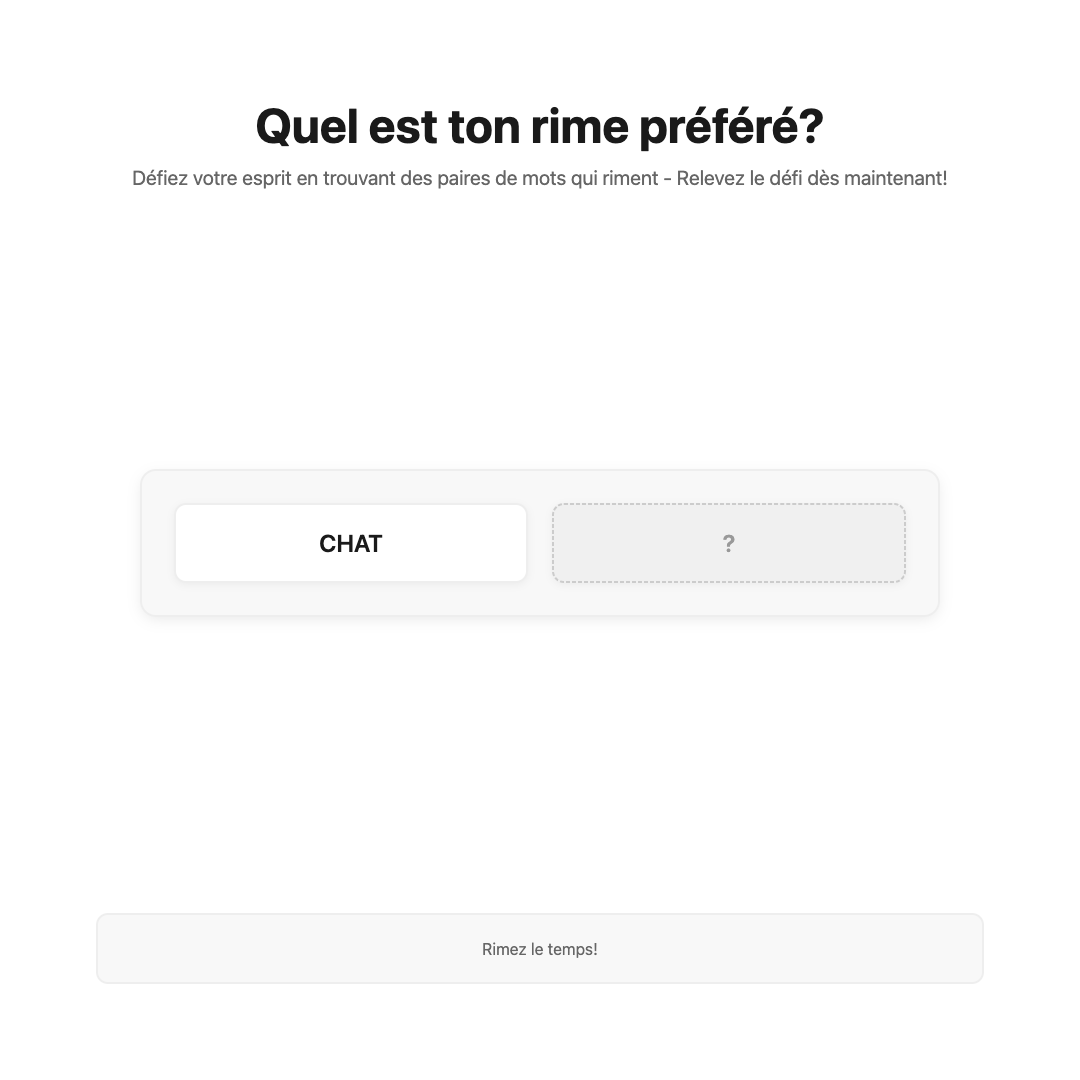 Quel est ton rime préféré?
Défiez votre esprit en trouvant des paires de mots qui riment - Relevez le défi dès maintenant!
CHAT
?
Rimez le temps!